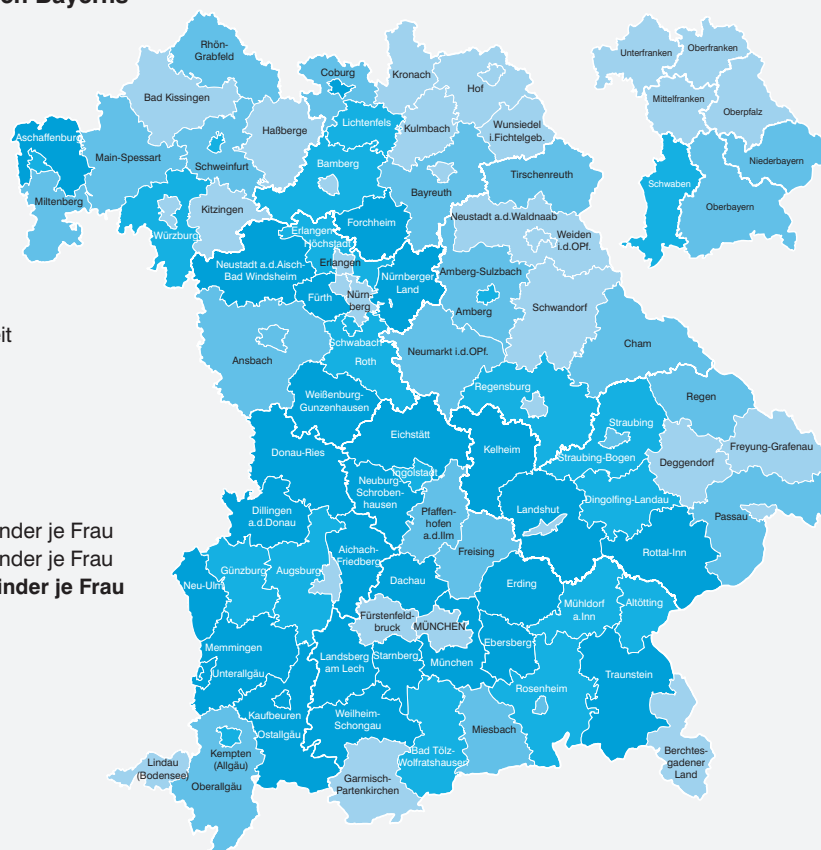 en Bayerns
Rhön-
Grabfeld
Coburg
Kronach
Hof
Unterfranken
Oberfranken
Bad Kissingen
Lichtenfels
Kulmbach
Wunsiedel
i.Fichtelgeb.
Mittelfranken
Oberpfalz
Aschaffenburg
Main-Spessart
Haßberge
Schweinfurt
Bamberg
Tirschenreuth
Niederbayern
Schwaben
Miltenberg
Bayreuth
Oberbayern
Kitzingen
Neustadt a.d.Waldnaab
Würzburg
Forchheim
Erlangen-
Höchstadt
Weiden
i.d.OPf.
Erlangen
Neustadt a.d.Aisch-
Bad Windsheim
Nürnberger
Land
Amberg-Sulzbach
Fürth
Nürn-
berg
Amberg
Schwandorf
eit
Ansbach
Schwabach
Roth
Neumarkt i.d.OPf.
Cham
Weißenburg-
Gunzenhausen
Regensburg
Regen
Straubing
Eichstätt
Donau-Ries
Kelheim
Freyung-Grafenau
Straubing-Bogen
Deggendorf
Ingolstadt
Neuburg-
Schroben-
hausen
Dingolfing-Landau
Dillingen
a.d.Donau
Pfaffen-
hofen
a.d.Ilm
Landshut
Passau
nder je Frau
Aichach-
Friedberg
Freising
Rottal-Inn
nder je Frau
Günzburg
Augsburg
Neu-Ulm
Dachau
Erding
inder je Frau
Mühldorf
a.Inn
Altötting
Fürstenfeld-
bruck
MÜNCHEN
Memmingen
Landsberg
am Lech
Starnberg
München
Ebersberg
Unterallgäu
Traunstein
Rosenheim
Kaufbeuren
Ostallgäu
Weilheim-
Schongau
Miesbach
Kempten
(Allgäu)
Bad Tölz-
Wolfratshausen
Berchtes-
gadener
Land
Lindau
(Bodensee)
Oberallgäu
Garmisch-
Partenkirchen